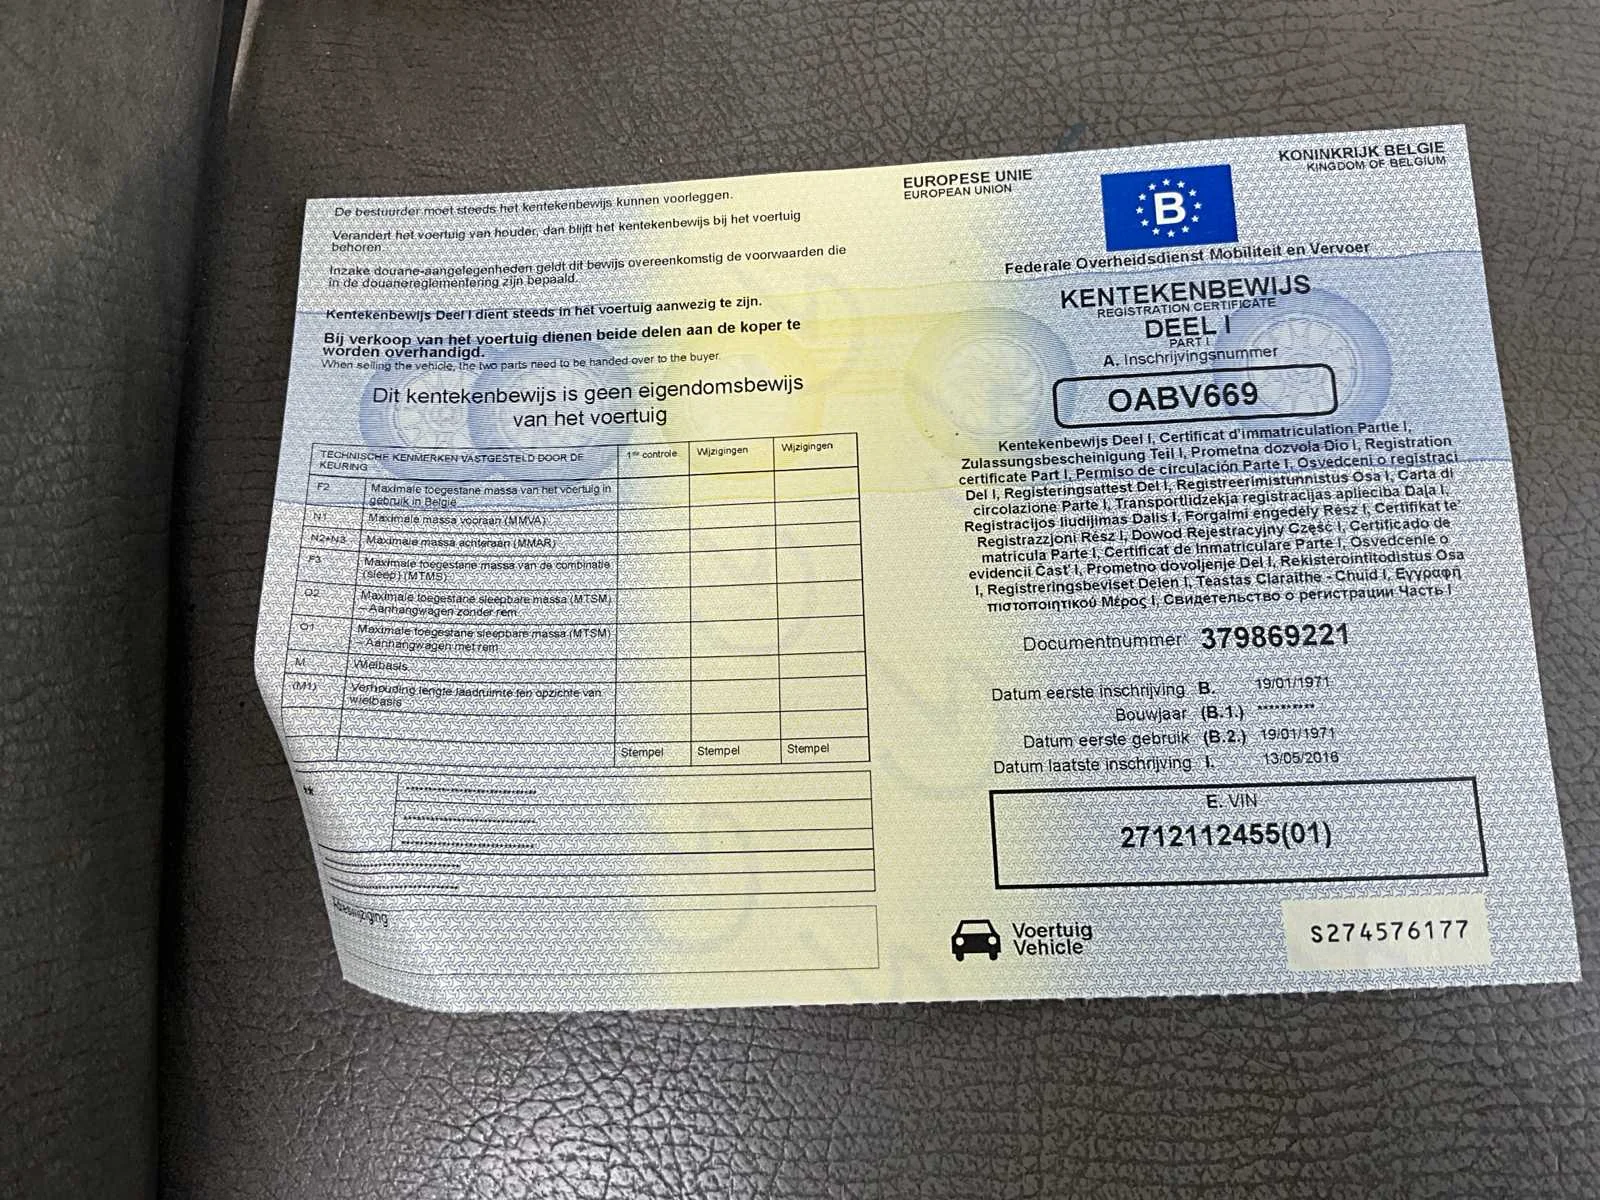 De bestuurder moet steeds het kentekenbewijs kunnen voorleggen.
Verandert het voertuig van houder, dan blijft het kentekenbewijs bij het voertuig
behoren.
Inzake douane-aangelegenheden geldt dit bewijs overeenkomstig de voorwaarden die
in de douanereglementering zijn bepaald.
Kentekenbewijs Deel I dient steeds in het voertuig aanwezig te zijn.
Bij verkoop van het voertuig dienen beide delen aan de koper te
worden overhandigd.
When selling the vehicle, the two parts need to be handed over to the buyer.
Dit kentekenbewijs is geen eigendomsbewijs
van het voertuig
TECHNISCHE KENMERKEN VASTGESTELD DOOR DE
KEURING
1ste controle
Wijzigingen
Wijzigingen
F2 Maximale toegestane massa van het voertuig in
gebruik in België
N1 Maximale massa vooraan (MMVA)
N2+N3 Maximale massa achteraan (MMAR)
F3 Maximale toegestane massa van de combinatie
(sleep) (MTMS)
O2 Maximale toegestane sleepbare massa (MTSM)
– Aanhangwagen zonder rem
O1 Maximale toegestane sleepbare massa (MTSM)
– Aanhangwagen met rem
M Wielbasis
(M1) Verhouding lengte laadruimte ten opzichte van
wielbasis
Stempel Stempel Stempel
EUROPESE UNIE
EUROPEAN UNION
B
KONINKRIJK BELGIE
KINGDOM OF BELGIUM
Federale Overheidsdienst Mobiliteit en Vervoer
KENTEKENBEWIJS
REGISTRATION CERTIFICATE
DEEL I
PART I
A. Inschrijvingsnummer
OABV669
Kentekenbewijs Deel I, Certificat d'immatriculation Partie I,
Zulassungsbescheinigung Teil I, Prometna dozvola Dio I, Registration
certificate Part I, Permiso de circulación Parte I, Osvedceni o registraci
Del I, Registeringsattest Del I, Registreerimistunnistus Osa I, Carta di
circolazione Parte I, Transportlidzekja registracijas aplieciba Daļa I,
Registracijos liudijimas Dalis I, Forgalmi engedély Rész I, Certifikat te'
Registrazzjoni Rész I, Dowod Rejestracyjny Część I, Certificado de
matricula Parte I, Certificat de Inmatriculare Parte I, Osvedcenie o
evidencii Cast' I, Prometno dovoljenje Del I, Rekisterointitodistus Osa
I, Registreringsbeviset Delen I, Teastas Claraithe - Chuid I, Εγγραφη
πιστοποιητικού Μέρος I, Свидетельство о регистрации Часть I
Documentnummer: 379869221
Datum eerste inschrijving B. 19/01/1971
Bouwjaar (B.1.) **********
Datum eerste gebruik (B.2.) 19/01/1971
Datum laatste inschrijving I. 13/05/2016
E. VIN
2712112455(01)
Voertuig
Vehicle
S274576177